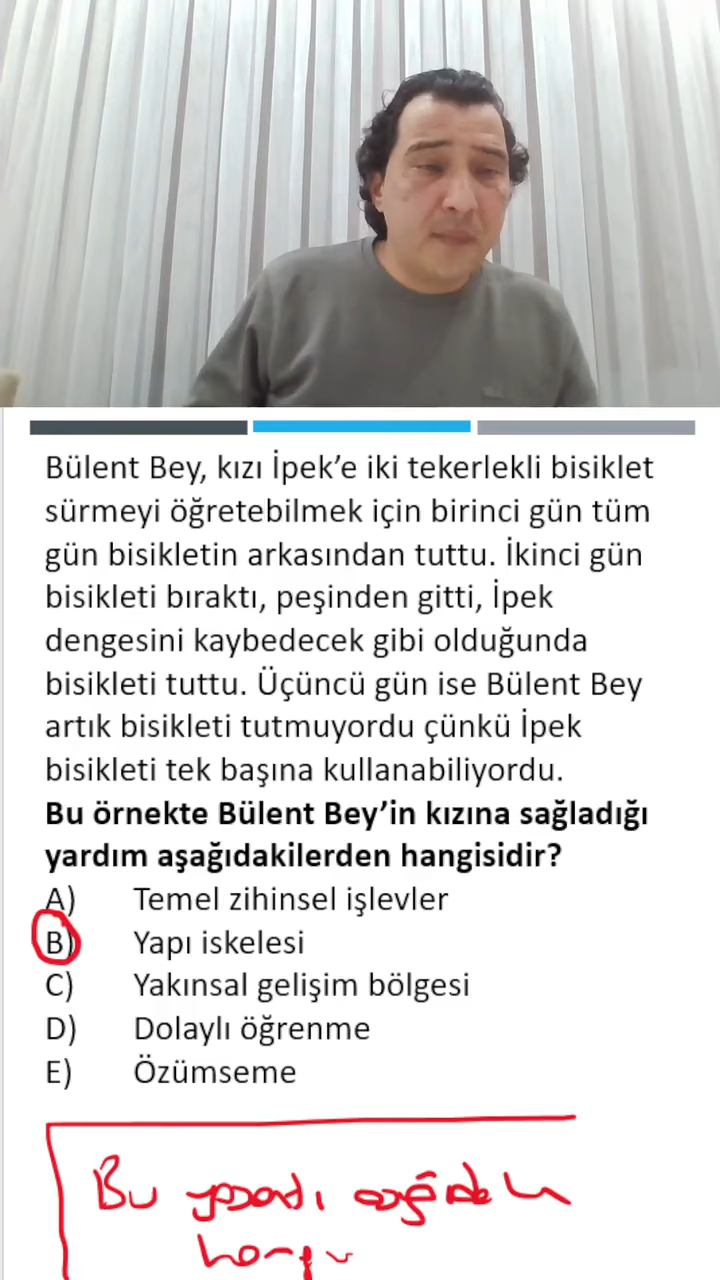 Bülent Bey, kızı İpek’e iki tekerlekli bisiklet
sürmeyi öğretebilmek için birinci gün tüm
gün bisikletin arkasından tuttu. İkinci gün
bisikleti bıraktı, peşinden gitti, İpek
dengesini kaybedecek gibi olduğunda
bisikleti tuttu. Üçüncü gün ise Bülent Bey
artık bisikleti tutmuyordu çünkü İpek
bisikleti tek başına kullanabiliyordu.
Bu örnekte Bülent Bey’in kızına sağladığı
yardım aşağıdakilerden hangisidir?
A) Temel zihinsel işlevler
B) Yapı iskelesi
C) Yakınsal gelişim bölgesi
D) Dolaylı öğrenme
E) Özümseme
Bu